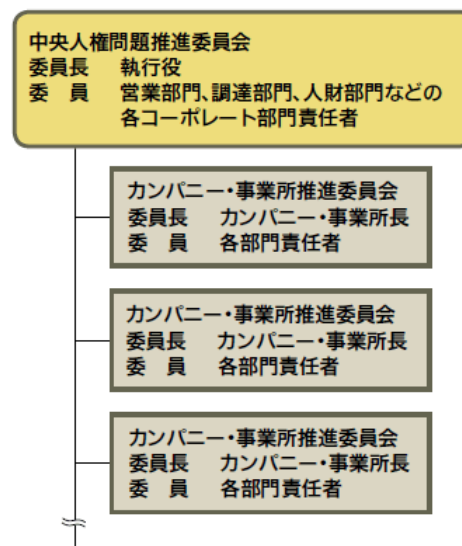 中央人権問題推進委員会
委員長　執行役
委　員　営業部門、調達部門、人財部門などの
各コーポレート部門責任者
カンパニー・事業所推進委員会
委員長　カンパニー・事業所長
委　員　各部門責任者
カンパニー・事業所推進委員会
委員長　カンパニー・事業所長
委　員　各部門責任者
カンパニー・事業所推進委員会
委員長　カンパニー・事業所長
委　員　各部門責任者